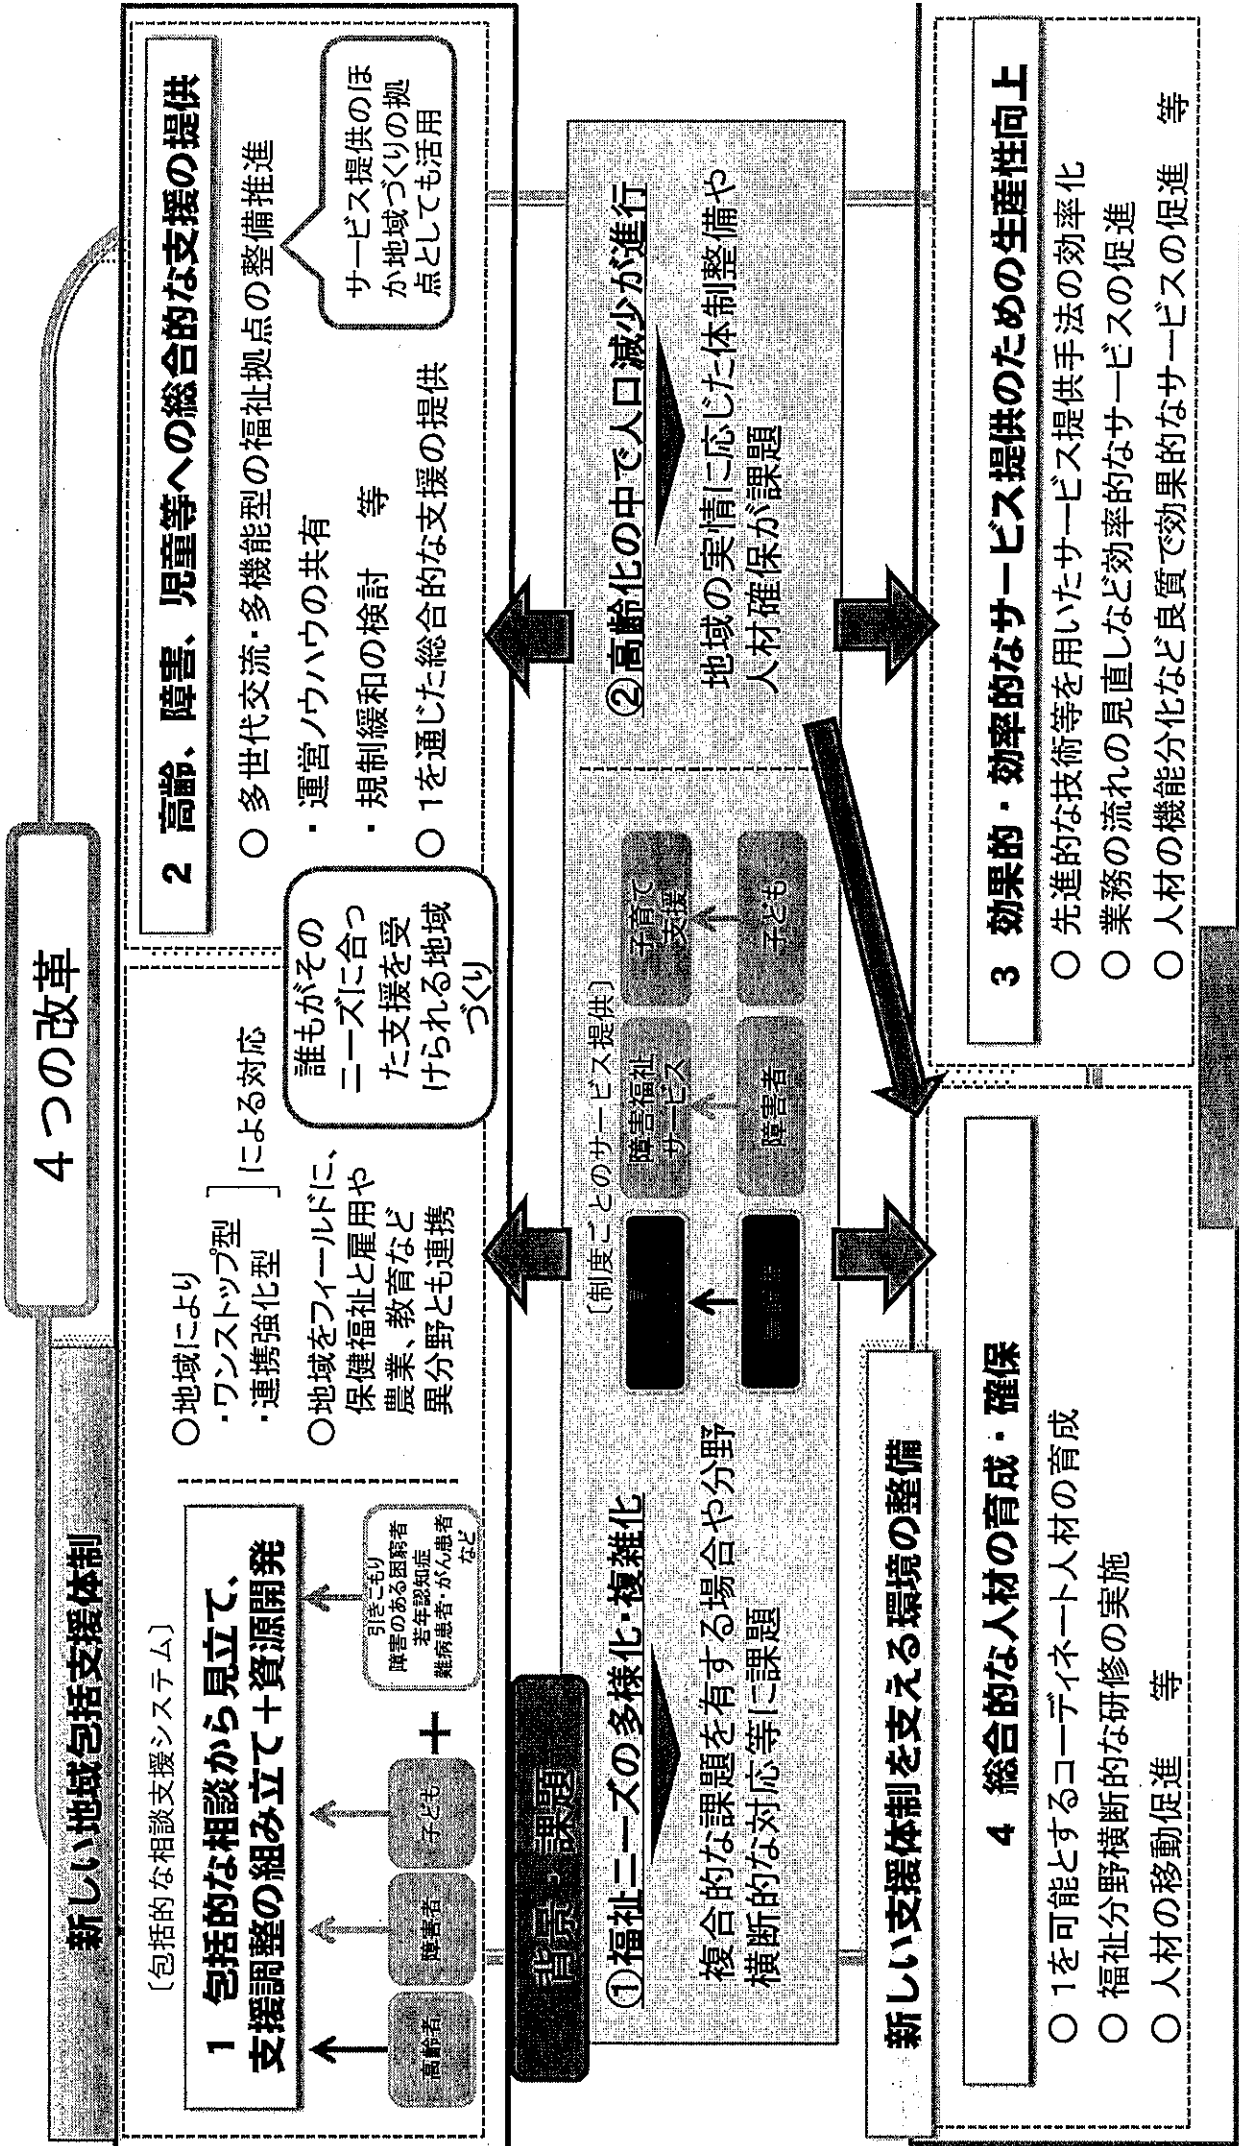 4つの改革
新しい地域包括支援体制
〔包括的な相談支援システム〕
1 包括的な相談から見立て、
支援調整の組み立て＋資源開発
高齢者
障害者
子ども
＋
引きこもり
障害のある困窮者
若年認知症
難病患者・がん患者
など
○地域により
・ワンストップ型
・連携強化型
による対応
○地域をフィールドに、
保健福祉と雇用や
農業、教育など
異分野とも連携
誰もがその
ニーズに合っ
た支援を受
けられる地域
づくり
2 高齢、障害、児童等への総合的な支援の提供
○ 多世代交流・多機能型の福祉拠点の整備推進
・ 運営ノウハウの共有
・ 規制緩和の検討 等
○ 1を通じた総合的な支援の提供
サービス提供のほ
か地域づくりの拠
点としても活用
背景・課題
①福祉ニーズの多様化・複雑化
複合的な課題を有する場合や分野
横断的な対応等に課題
〔制度ごとのサービス提供〕
障害福祉
サービス
子育て
支援
障害者
子ども
②高齢化の中で人口減少が進行
地域の実情に応じた体制整備や
人材確保が課題
新しい支援体制を支える環境の整備
4 総合的な人材の育成・確保
○ 1を可能とするコーディネート人材の育成
○ 福祉分野横断的な研修の実施
○ 人材の移動促進 等
3 効果的・効率的なサービス提供のための生産性向上
○ 先進的な技術等を用いたサービス提供手法の効率化
○ 業務の流れの見直しなど効率的なサービスの促進
○ 人材の機能分化など良質で効果的なサービスの促進 等